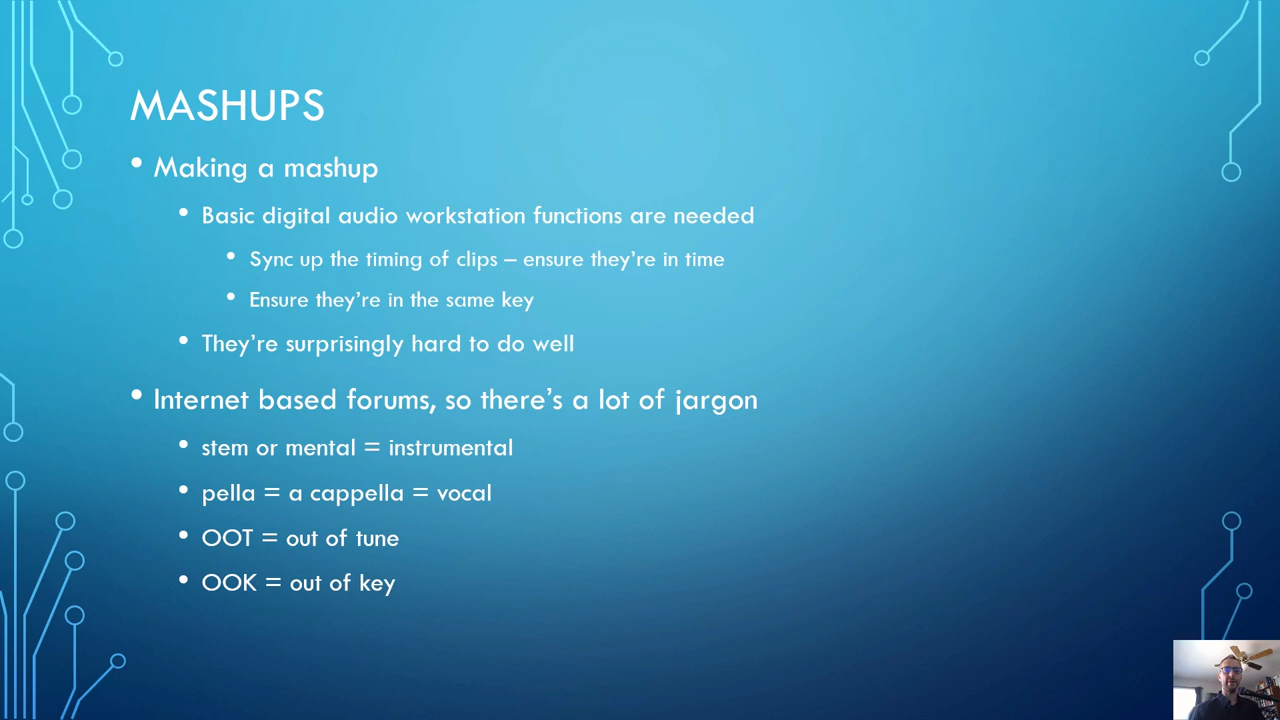 MASHUPS
• Making a mashup
• Basic digital audio workstation functions are needed
• Sync up the timing of clips – ensure they’re in time
• Ensure they’re in the same key
• They’re surprisingly hard to do well
• Internet based forums, so there’s a lot of jargon
• stem or mental = instrumental
• pella = a cappella = vocal
• OOT = out of tune
• OOK = out of key